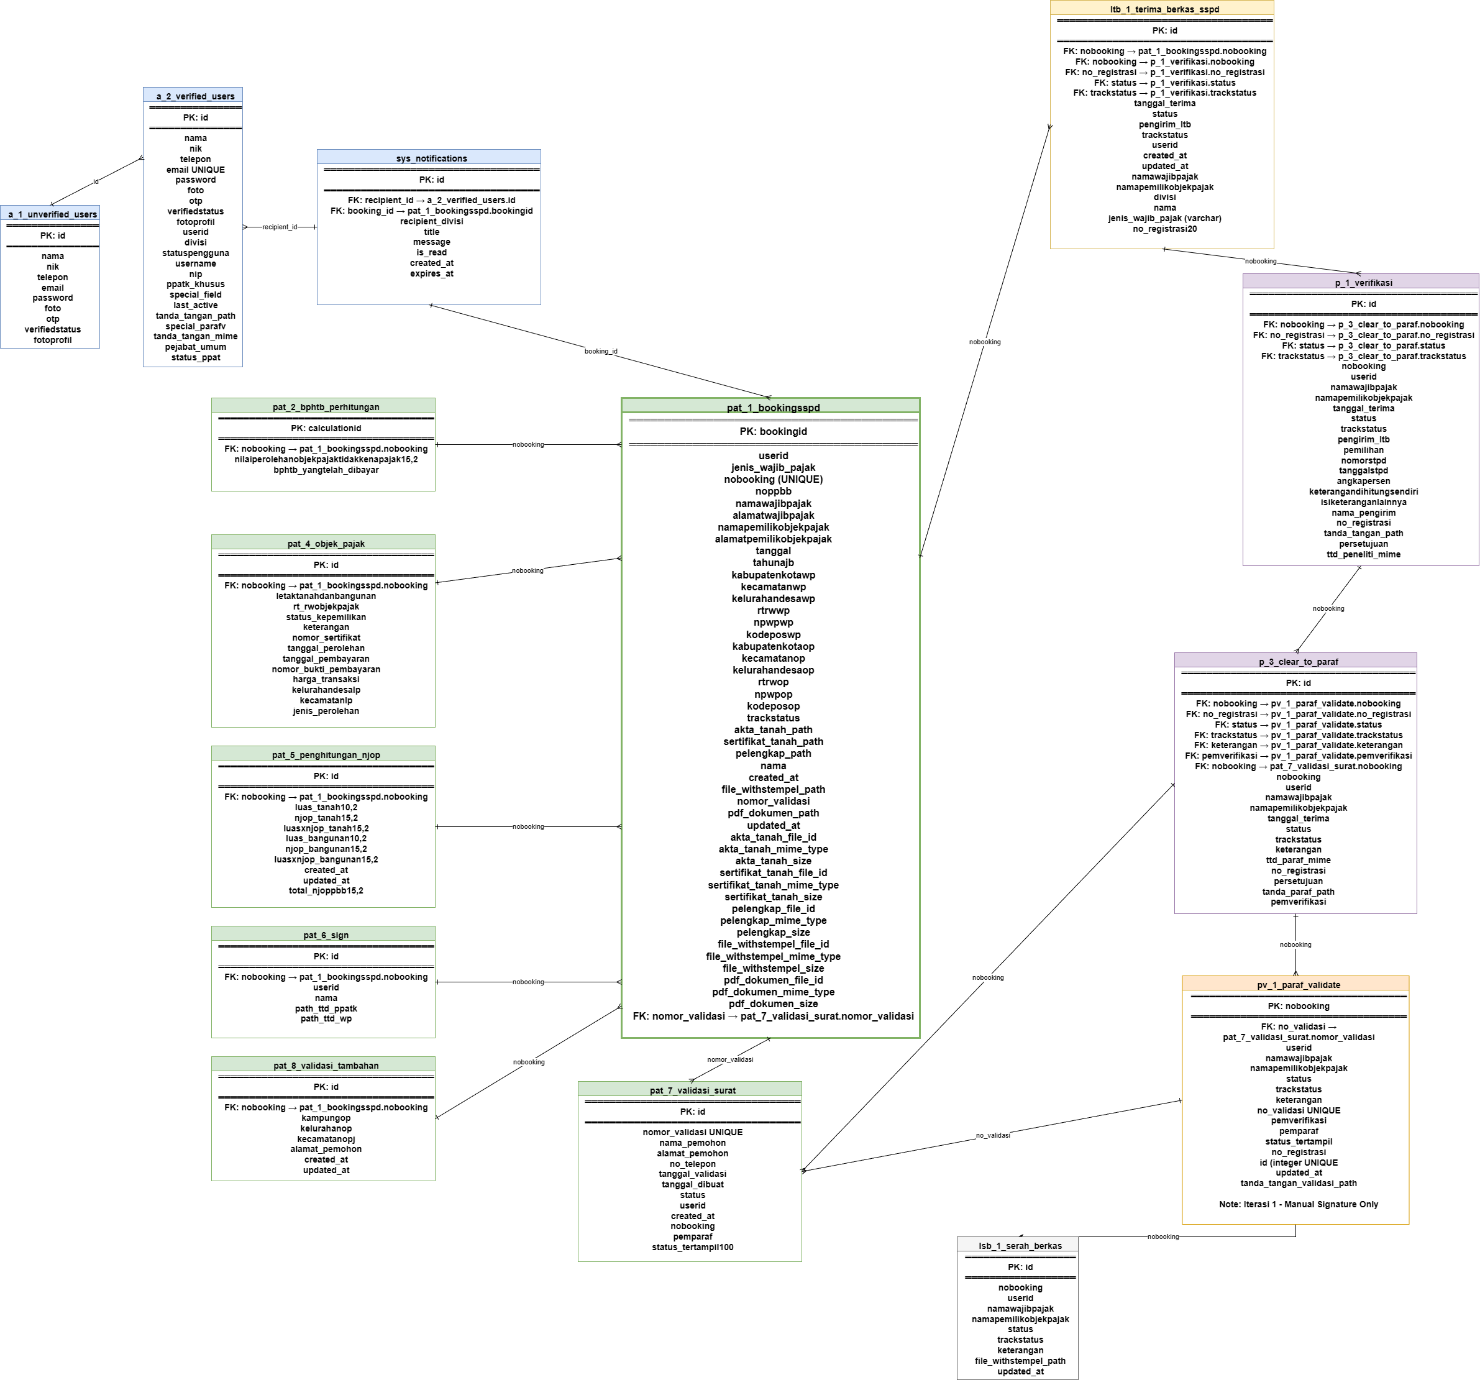 ltb_1_terima_berkas_sspd
PK: id
FK: nobooking → pat_1_bookingsspd.nobooking
FK: nobooking → p_1_verifikasi.nobooking
FK: no_registrasi → p_1_verifikasi.no_registrasi
FK: status → p_1_verifikasi.status
FK: trackstatus → p_1_verifikasi.trackstatus
tanggal_terima
status
pengirim_ltb
trackstatus
userid
created_at
updated_at
namawajibpajak
namapemilikobjekpajak
divisi
nama
jenis_wajib_pajak (varchar)
no_registrasi20
a_2_verified_users
PK: id
nama
nik
telepon
email UNIQUE
password
foto
otp
verifiedstatus
fotoprofil
userid
divisi
statuspengguna
username
nip
ppatk_khusus
special_field
last_active
tanda_tangan_path
special_parafv
tanda_tangan_mime
pejabat_umum
status_ppat
id
a_1_unverified_users
PK: id
nama
nik
telepon
email
password
foto
otp
verifiedstatus
fotoprofil
recipient_id
sys_notifications
PK: id
FK: recipient_id → a_2_verified_users.id
FK: booking_id → pat_1_bookingsspd.bookingid
recipient_divisi
title
message
is_read
created_at
expires_at
booking_id
nobooking
nobooking
p_1_verifikasi
PK: id
FK: nobooking → p_3_clear_to_paraf.nobooking
FK: no_registrasi → p_3_clear_to_paraf.no_registrasi
FK: status → p_3_clear_to_paraf.status
FK: trackstatus → p_3_clear_to_paraf.trackstatus
nobooking
userid
namawajibpajak
namapemilikobjekpajak
tanggal_terima
status
trackstatus
pengirim_ltb
pemilihan
nomorstpd
tanggalstpd
angkapersen
keterangandihitungsendiri
isiketeranganlainnya
nama_pengirim
no_registrasi
tanda_tangan_path
persetujuan
ttd_peneliti_mime
nobooking
pat_2_bphtb_perhitungan
PK: calculationid
FK: nobooking → pat_1_bookingsspd.nobooking
nilaiperolehanobjekpajaktidakkenapajak15,2
bphtb_yangtelah_dibayar
nobooking
pat_4_objek_pajak
PK: id
FK: nobooking → pat_1_bookingsspd.nobooking
letaktanahdanbangunan
rt_rwobjekpajak
status_kepemilikan
keterangan
nomor_sertifikat
tanggal_perolehan
tanggal_pembayaran
nomor_bukti_pembayaran
harga_transaksi
kelurahandesalp
kecamatanlp
jenis_perolehan
nobooking
pat_5_penghitungan_njop
PK: id
FK: nobooking → pat_1_bookingsspd.nobooking
luas_tanah10,2
njop_tanah15,2
luasxnjop_tanah15,2
luas_bangunan10,2
njop_bangunan15,2
luasxnjop_bangunan15,2
created_at
updated_at
total_njoppbb15,2
nobooking
pat_6_sign
PK: id
FK: nobooking → pat_1_bookingsspd.nobooking
userid
nama
path_ttd_ppatk
path_ttd_wp
nobooking
pat_8_validasi_tambahan
PK: id
FK: nobooking → pat_1_bookingsspd.nobooking
kampungop
kelurahanop
kecamatanopj
alamat_pemohon
created_at
updated_at
nobooking
pat_1_bookingsspd
PK: bookingid
userid
jenis_wajib_pajak
nobooking (UNIQUE)
noppbb
namawajibpajak
alamatwajibpajak
namapemilikobjekpajak
alamatpemilikobjekpajak
tanggal
tahunajb
kabupatenkotawp
kecamatanwp
kelurahandesawp
rtrwwp
npwpwp
kodeposwp
kabupatenkotaop
kecamatanop
kelurahandesaop
rtrwop
npwpop
kodeposop
trackstatus
akta_tanah_path
sertifikat_tanah_path
pelengkap_path
nama
created_at
file_withstempel_path
nomor_validasi
pdf_dokumen_path
updated_at
akta_tanah_file_id
akta_tanah_mime_type
akta_tanah_size
sertifikat_tanah_file_id
sertifikat_tanah_mime_type
sertifikat_tanah_size
pelengkap_file_id
pelengkap_mime_type
pelengkap_size
file_withstempel_file_id
file_withstempel_mime_type
file_withstempel_size
pdf_dokumen_file_id
pdf_dokumen_mime_type
pdf_dokumen_size
FK: nomor_validasi → pat_7_validasi_surat.nomor_validasi
nomor_validasi
pat_7_validasi_surat
PK: id
nomor_validasi UNIQUE
nama_pemohon
alamat_pemohon
no_telepon
tanggal_validasi
tanggal_dibuat
status
userid
created_at
nobooking
pemparaf
status_tertampil100
nobooking
no_validasi
p_3_clear_to_paraf
PK: id
FK: nobooking → pv_1_paraf_validate.nobooking
FK: no_registrasi → pv_1_paraf_validate.no_registrasi
FK: status → pv_1_paraf_validate.status
FK: trackstatus → pv_1_paraf_validate.trackstatus
FK: keterangan → pv_1_paraf_validate.keterangan
FK: pemverifikasi → pv_1_paraf_validate.pemverifikasi
FK: nobooking → pat_7_validasi_surat.nobooking
nobooking
userid
namawajibpajak
namapemilikobjekpajak
tanggal_terima
status
trackstatus
keterangan
ttd_paraf_mime
no_registrasi
persetujuan
tanda_paraf_path
pemverifikasi
nobooking
pv_1_paraf_validate
PK: nobooking
FK: no_validasi →
pat_7_validasi_surat.nomor_validasi
userid
namawajibpajak
namapemilikobjekpajak
status
trackstatus
keterangan
no_validasi UNIQUE
pemverifikasi
pemparaf
status_tertampil
no_registrasi
id (integer UNIQUE
updated_at
tanda_tangan_validasi_path
Note: Iterasi 1 - Manual Signature Only
nobooking
lsb_1_serah_berkas
PK: id
nobooking
userid
namawajibpajak
namapemilikobjekpajak
status
trackstatus
keterangan
file_withstempel_path
updated_at